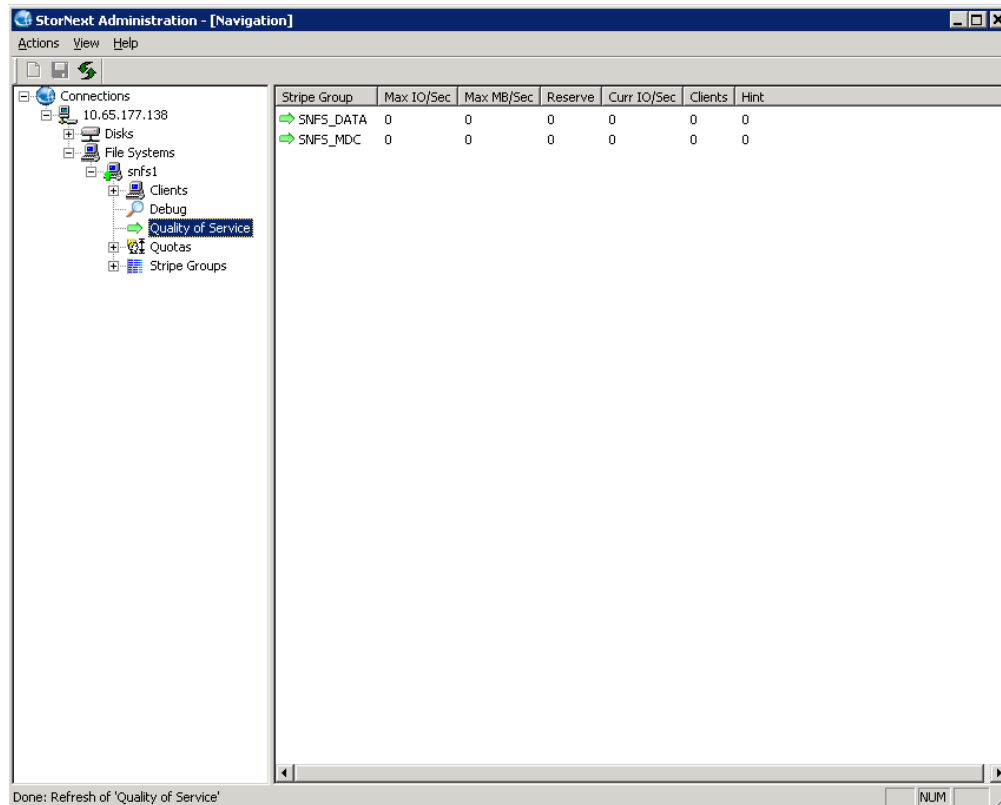 StorNext Administration - [Navigation]
Actions View Help
Connections
10.65.177.138
Disks
File Systems
snfs1
Clients
Debug
Quality of Service
Quotas
Stripe Groups
Stripe Group Max IO/Sec Max MB/Sec Reserve Curr IO/Sec Clients Hint
SNFS_DATA 0 0 0 0 0 0
SNFS_MDC 0 0 0 0 0 0
Done: Refresh of 'Quality of Service' NUM